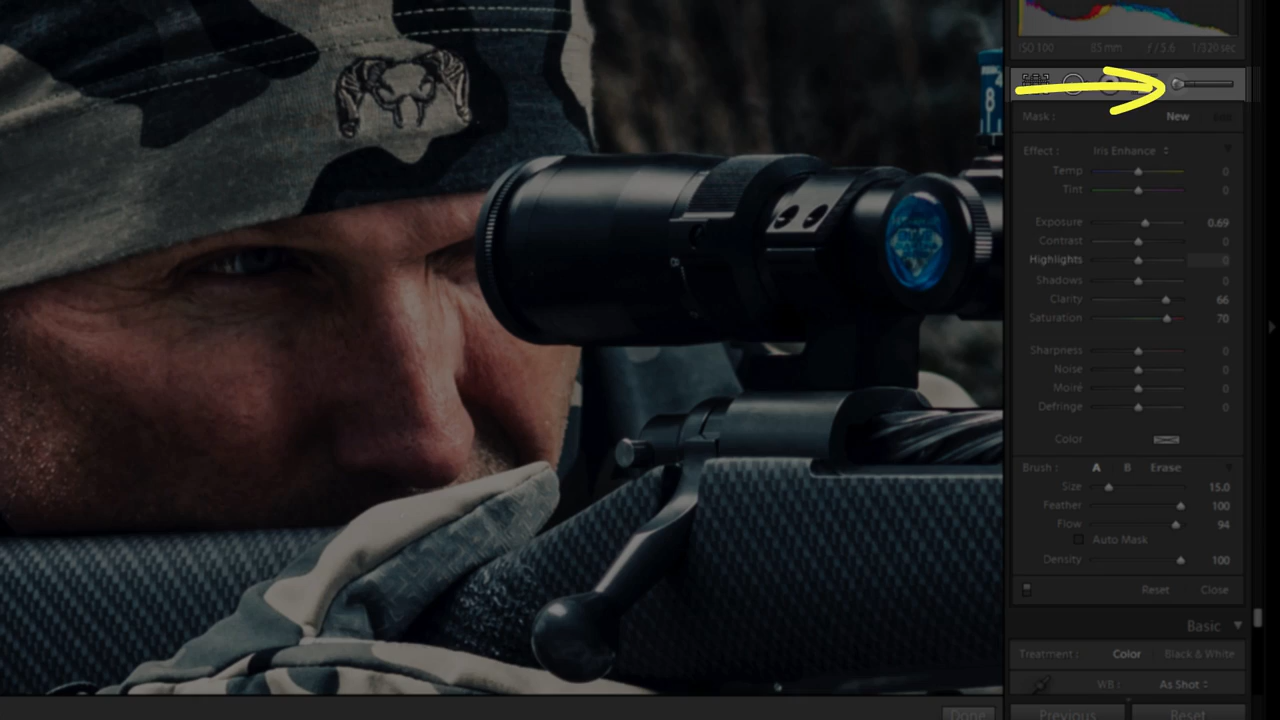 ISO 100 85 mm f / 5.6 1/320 sec
8
Mask : New
Effect : Iris Enhance
Temp 0
Tint 0
Exposure 0.69
Contrast 0
Highlights 0
Shadows 0
Clarity 66
Saturation 70
Sharpness 0
Noise 0
Moiré 0
Defringe 0
Color
Brush : A B Erase
Size 15.0
Feather 100
Flow 94
Auto Mask
Density 100
Reset Close
Basic
Treatment : Color Black & White
WB : As Shot
Done Previous Reset